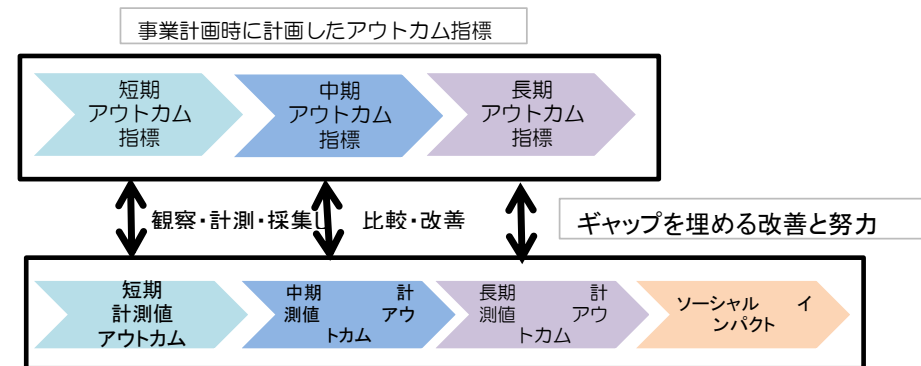 事業計画時に計画したアウトカム指標
短期
アウトカム
指標
中期
アウトカム
指標
長期
アウトカム
指標
観察・計測・採集し 比較・改善
ギャップを埋める改善と努力
短期
計測値
アウトカム
中期 計
測値 アウ
トカム
長期 計
測値 アウ
トカム
ソーシャル イ
ンパクト